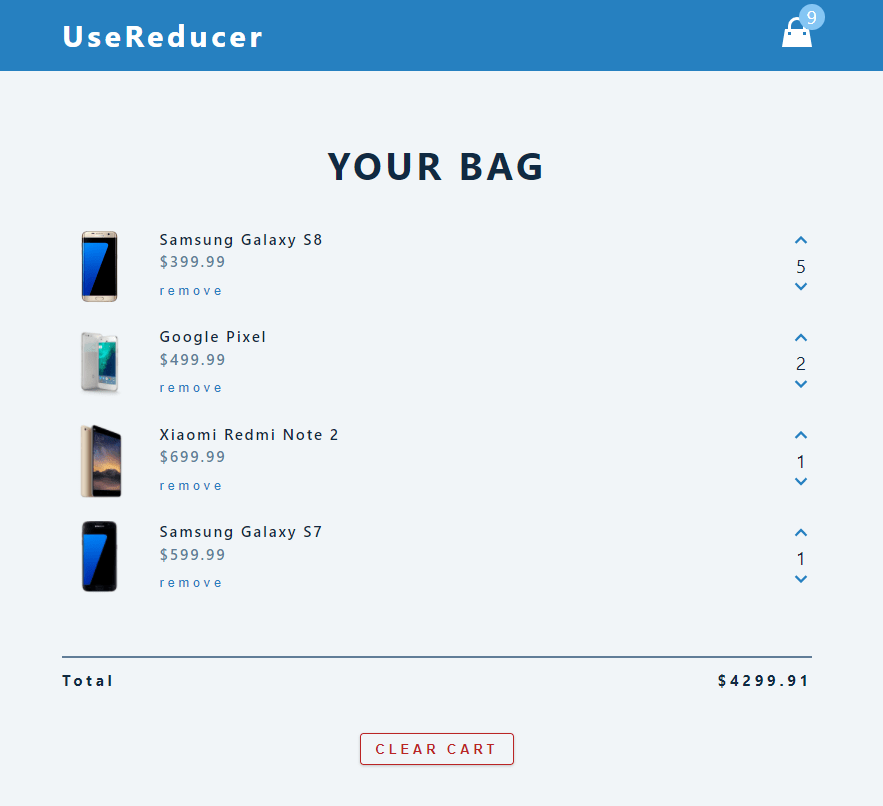 UseReducer
9
YOUR BAG
Samsung Galaxy S8
$399.99
remove
5
Google Pixel
$499.99
remove
2
Xiaomi Redmi Note 2
$699.99
remove
1
Samsung Galaxy S7
$599.99
remove
1
Total $4299.91
CLEAR CART